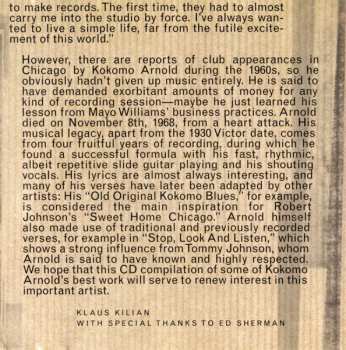 to make records. The first time, they had to almost
carry me into the studio by force. I've always wan-
ted to live a simple life, far from the futile excite-
ment of this world."
However, there are reports of club appearances in
Chicago by Kokomo Arnold during the 1960s, so he
obviously hadn't given up music entirely. He is said to
have demanded exorbitant amounts of money for any
kind of recording session—maybe he just learned his
lesson from Mayo Williams' business practices. Arnold
died on November 8th, 1968, from a heart attack. His
musical legacy, apart from the 1930 Victor date, comes
from four fruitful years of recording, during which he
found a successful formula with his fast, rhythmic,
albeit repetitive slide guitar playing and his shouting
vocals. His lyrics are almost always interesting, and
many of his verses have later been adapted by other
artists: His "Old Original Kokomo Blues," for example,
is considered the main inspiration for Robert
Johnson's "Sweet Home Chicago." Arnold himself
also made use of traditional and previously recorded
verses, for example in "Stop, Look And Listen," which
shows a strong influence from Tommy Johnson, whom
Arnold is said to have known and highly respected.
We hope that this CD compilation of some of Kokomo
Arnold's best work will serve to renew interest in this
important artist.
KLAUS KILIAN
WITH SPECIAL THANKS TO ED SHERMAN